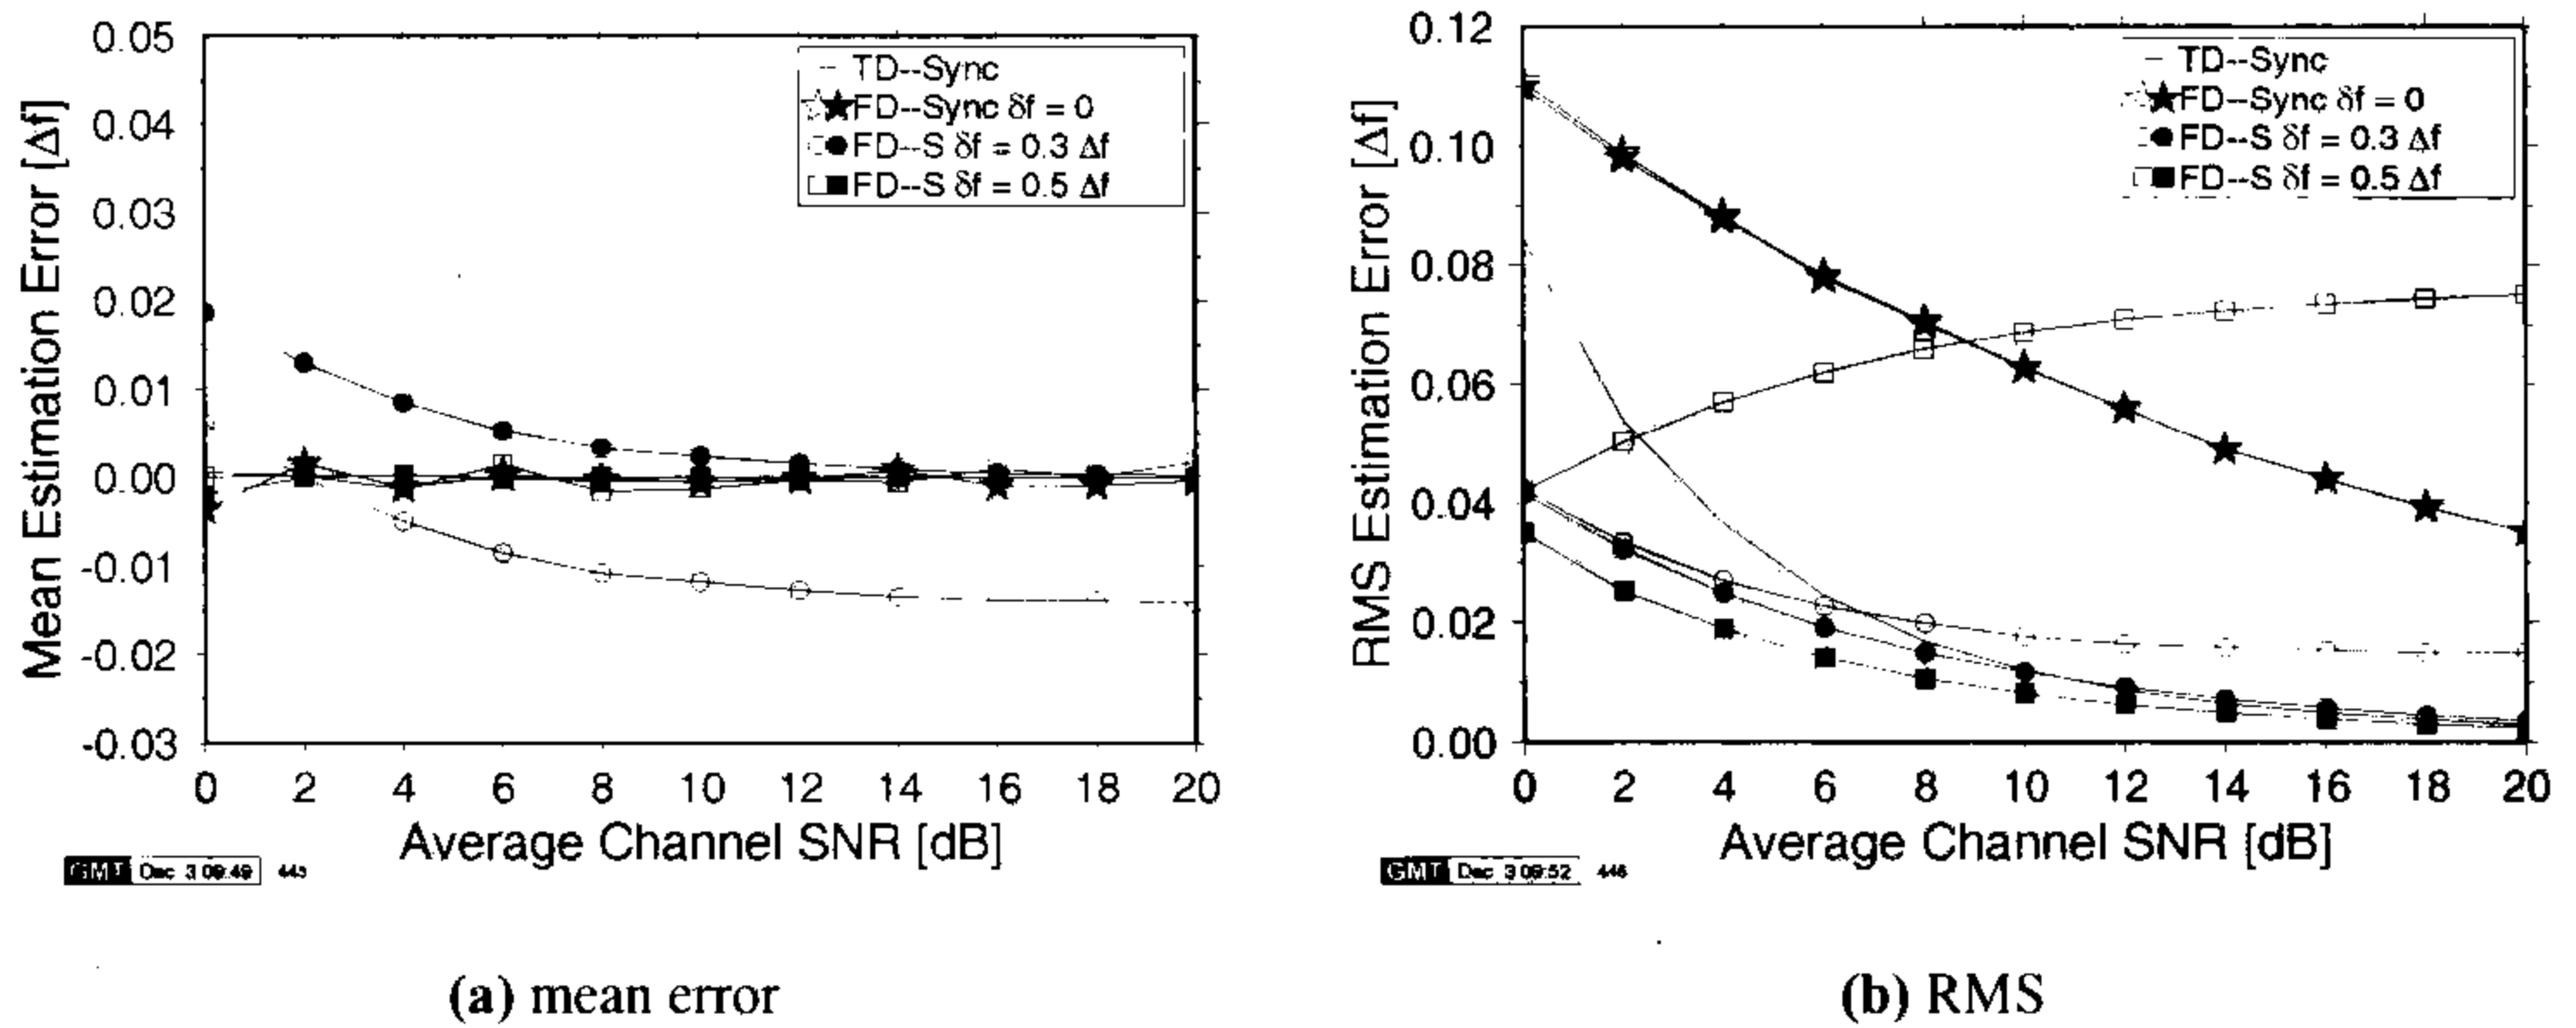 0.05
0.04
0.03
0.02
0.01
0.00
-0.01
-0.02
-0.03
Mean Estimation Error [Δf]
TD--Sync
FD--Sync δf = 0
FD--S δf = 0.3 Δf
FD--S δf = 0.5 Δf
0 2 4 6 8 10 12 14 16 18 20
Average Channel SNR [dB]
GMT Dec 3 09:49
(a) mean error
0.12
0.10
0.08
0.06
0.04
0.02
0.00
RMS Estimation Error [Δf]
TD--Sync
FD--Sync δf = 0
FD--S δf = 0.3 Δf
FD--S δf = 0.5 Δf
0 2 4 6 8 10 12 14 16 18 20
Average Channel SNR [dB]
GMT Dec 3 09:52
(b) RMS